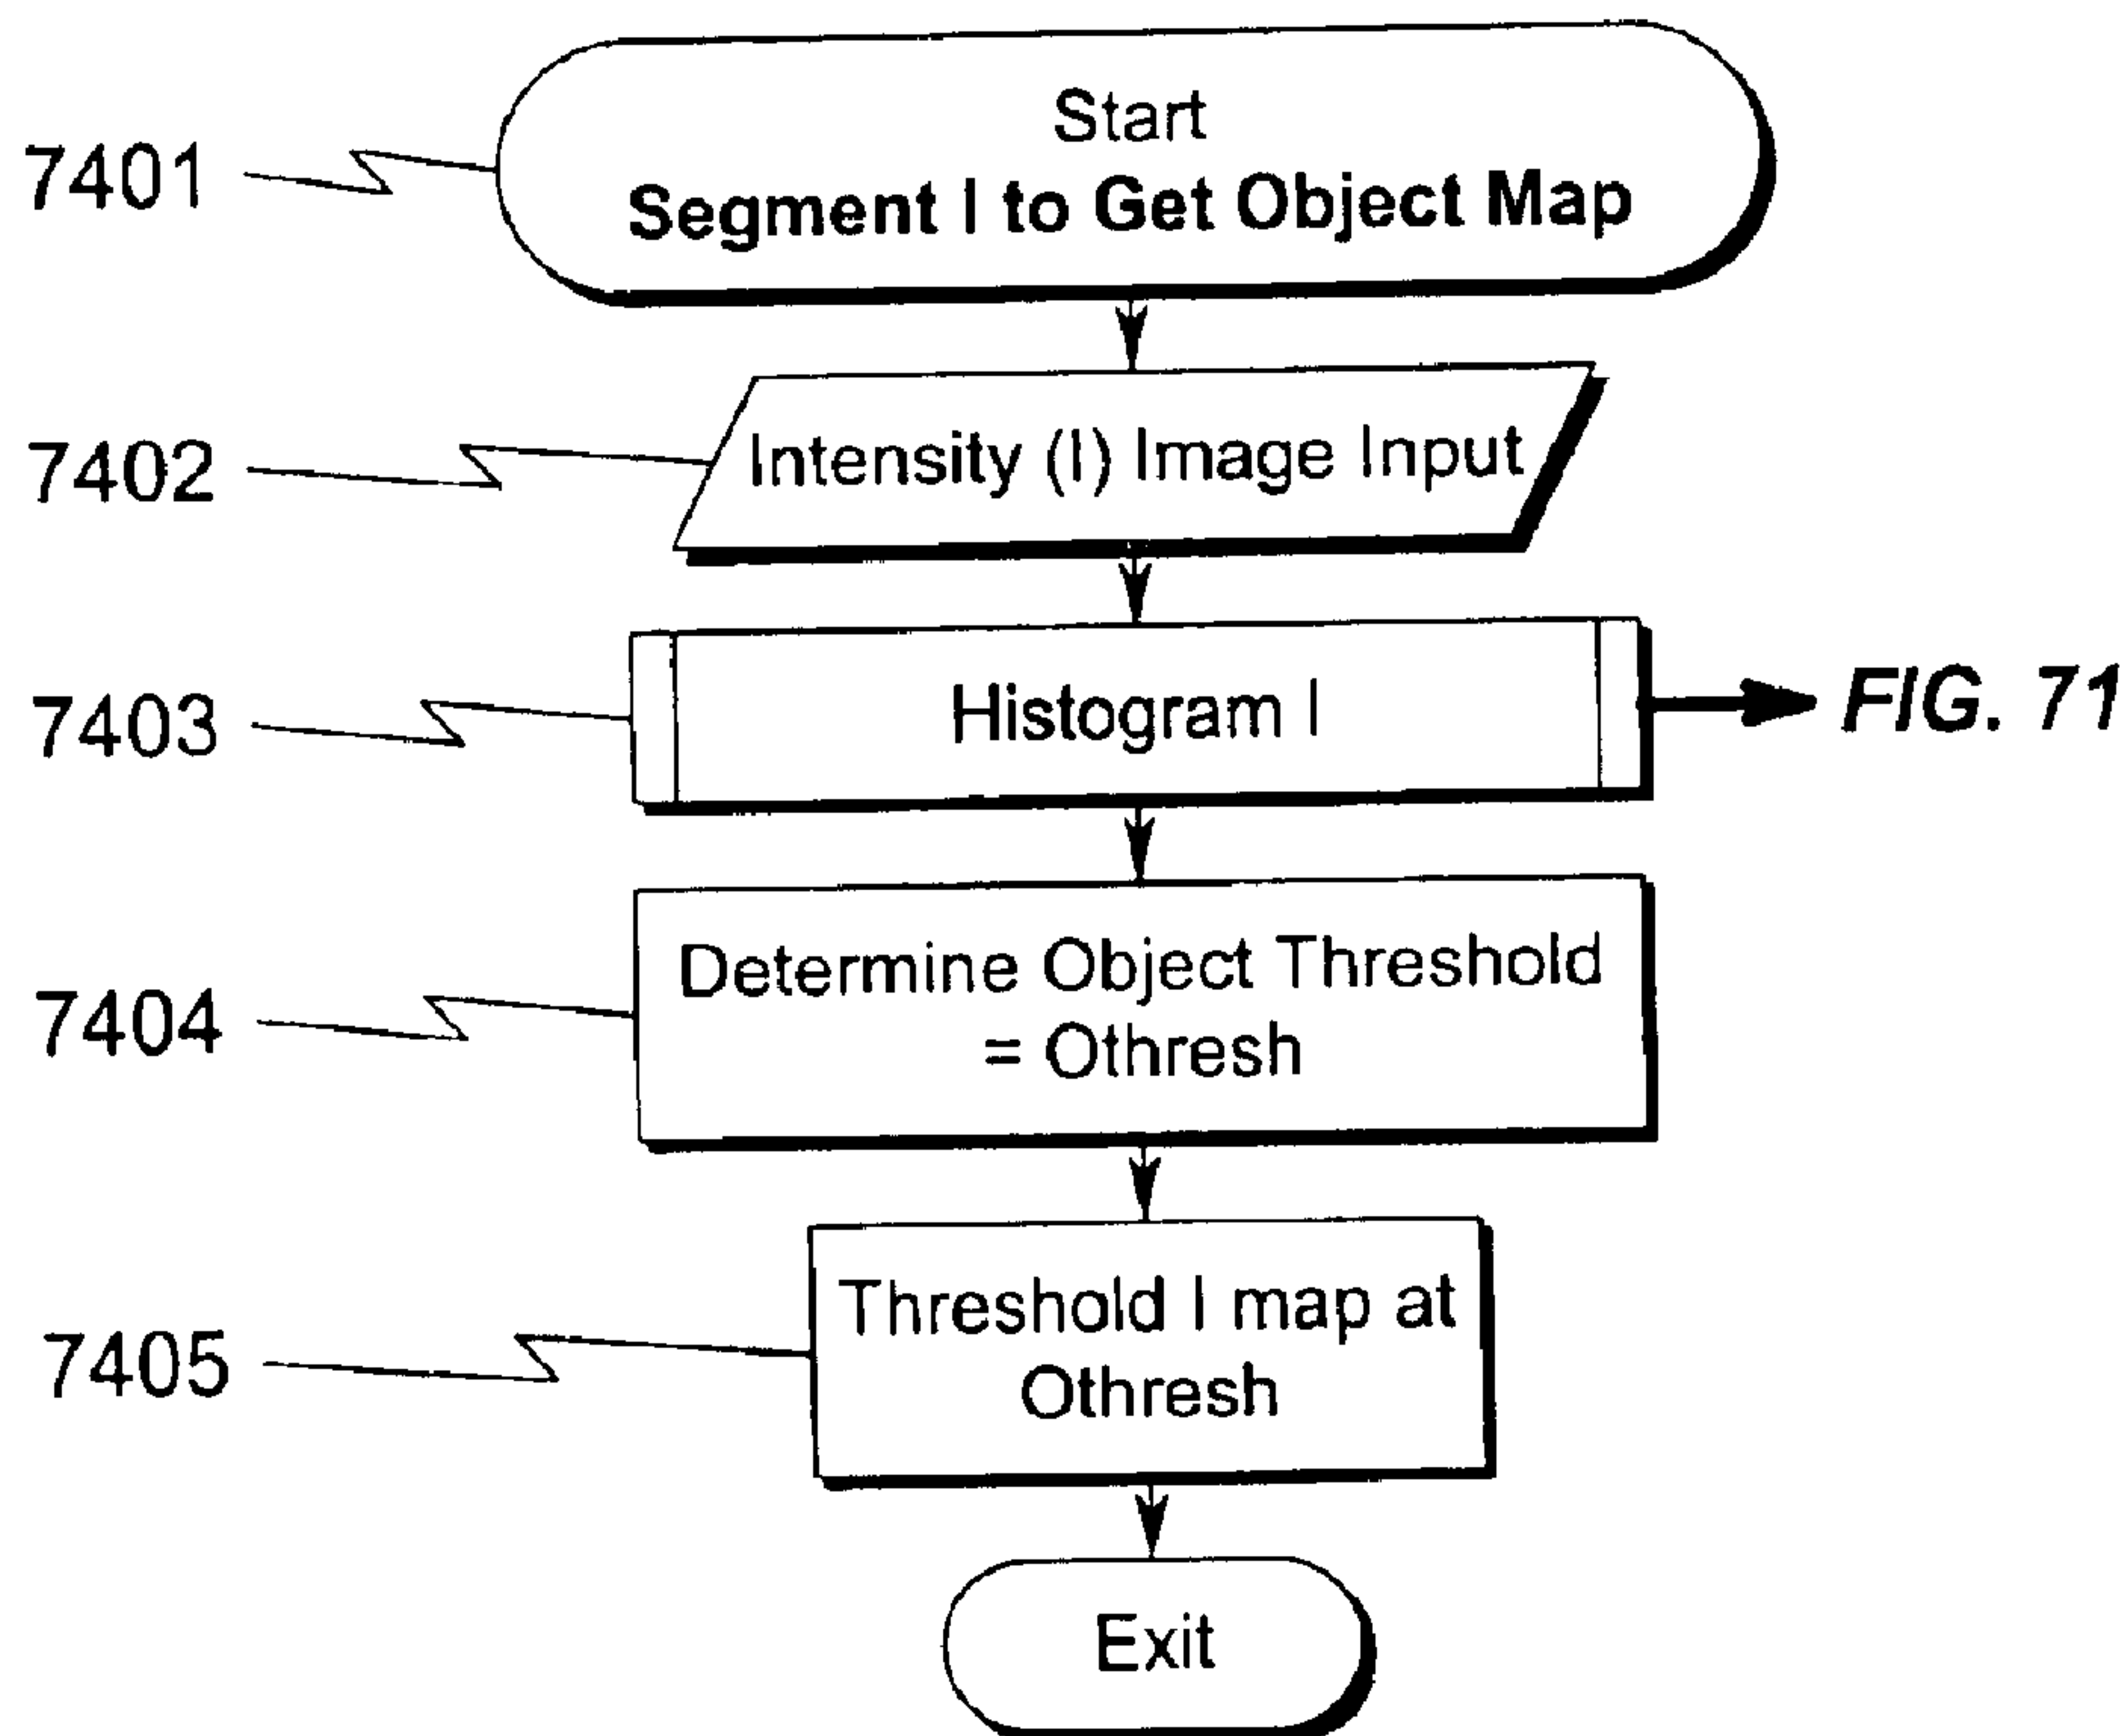 7401
Start
Segment I to Get Object Map
7402
Intensity (I) Image Input
7403
Histogram I
FIG. 71
7404
Determine Object Threshold
= Othresh
7405
Threshold I map at
Othresh
Exit